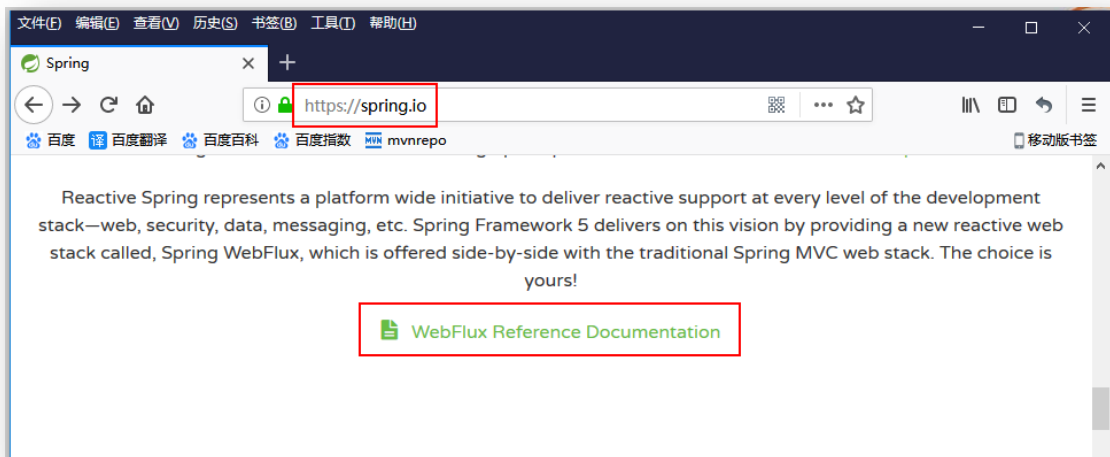 文件(F) 编辑(E) 查看(V) 历史(S) 书签(B) 工具(T) 帮助(H)
Spring
https://spring.io
百度 译 百度翻译 百度百科 百度指数 MVN mvnrepo 移动版书签
Reactive Spring represents a platform wide initiative to deliver reactive support at every level of the development
stack—web, security, data, messaging, etc. Spring Framework 5 delivers on this vision by providing a new reactive web
stack called, Spring WebFlux, which is offered side-by-side with the traditional Spring MVC web stack. The choice is
yours!
WebFlux Reference Documentation